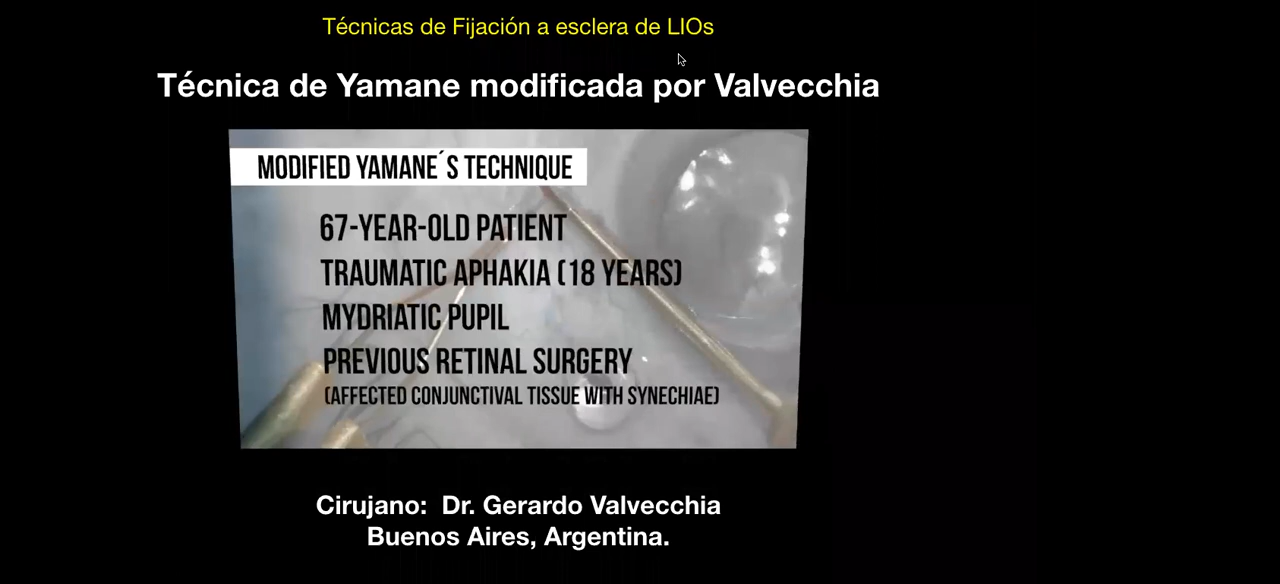 Técnicas de Fijación a esclera de LIOs
Técnica de Yamane modificada por Valvecchia
MODIFIED YAMANE´S TECHNIQUE
67-YEAR-OLD PATIENT
TRAUMATIC APHAKIA (18 YEARS)
MYDRIATIC PUPIL
PREVIOUS RETINAL SURGERY
(AFFECTED CONJUNCTIVAL TISSUE WITH SYNECHIAE)
Cirujano: Dr. Gerardo Valvecchia
Buenos Aires, Argentina.